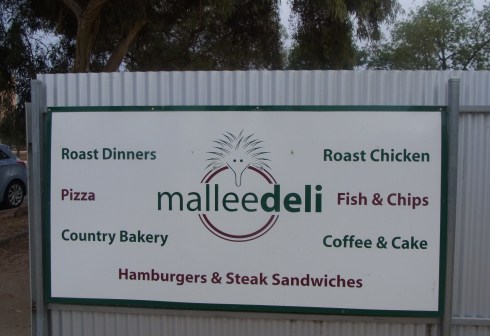 Roast Dinners
Roast Chicken
Pizza
malleedeli
Fish & Chips
Country Bakery
Coffee & Cake
Hamburgers & Steak Sandwiches